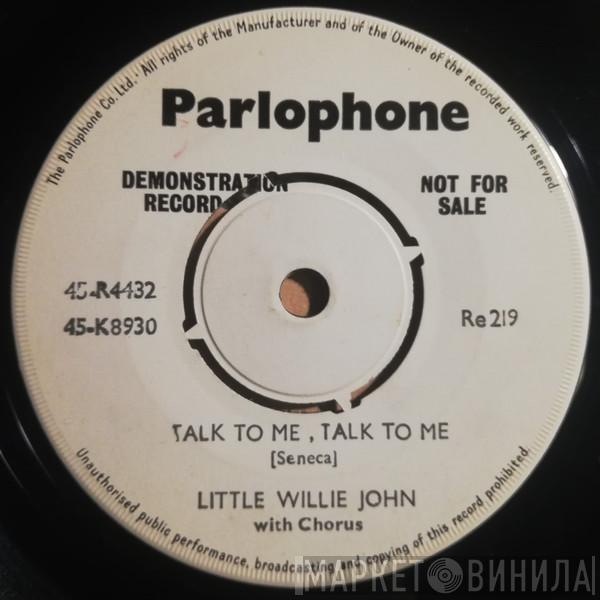 The Parlophone Co. Ltd. All rights of the Manufacturer and of the Owner of the recorded work reserved.
Parlophone
DEMONSTRATION RECORD
NOT FOR SALE
45-R4432
45-K8930
Re 219
TALK TO ME , TALK TO ME
[Seneca]
LITTLE WILLIE JOHN
with Chorus
Unauthorised public performance, broadcasting and copying of this record prohibited.
МАРКЕТ ВИНИЛА